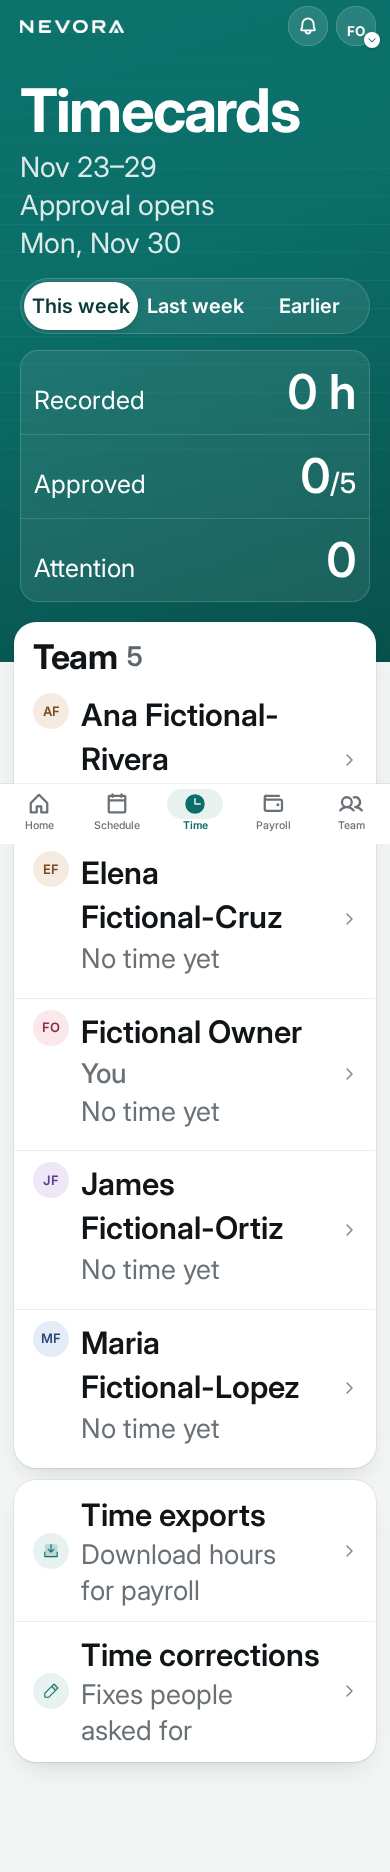 NEVORA
FO
Timecards
Nov 23–29
Approval opens
Mon, Nov 30
This week
Last week
Earlier
Recorded
0 h
Approved
0/5
Attention
0
Team 5
AF
Ana Fictional-
Rivera
Home
Schedule
Time
Payroll
Team
EF
Elena
Fictional-Cruz
No time yet
FO
Fictional Owner
You
No time yet
JF
James
Fictional-Ortiz
No time yet
MF
Maria
Fictional-Lopez
No time yet
Time exports
Download hours
for payroll
Time corrections
Fixes people
asked for